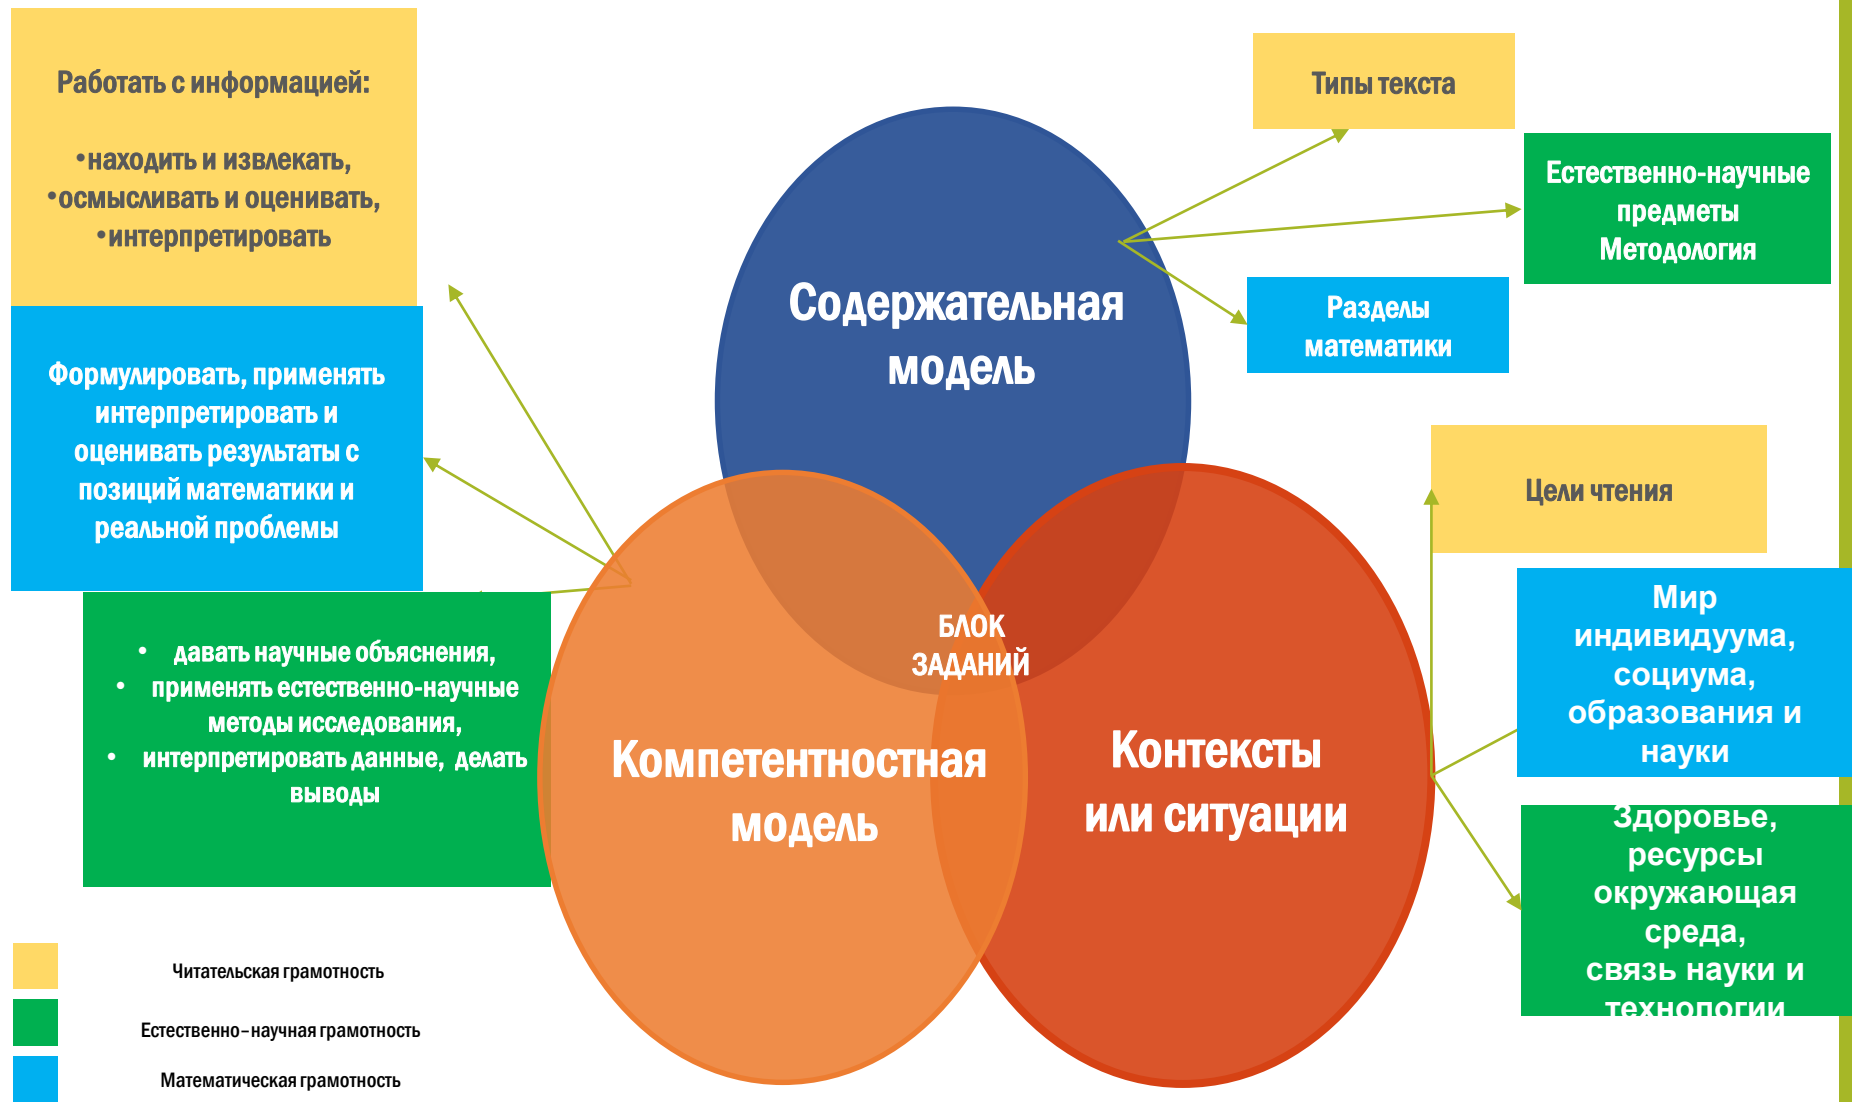 Работать с информацией:
•находить и извлекать,
•осмысливать и оценивать,
•интерпретировать
Формулировать, применять
интерпретировать и
оценивать результаты с
позиций математики и
реальной проблемы
• давать научные объяснения,
• применять естественно-научные
методы исследования,
• интерпретировать данные, делать
выводы
Содержательная
модель
БЛОК
ЗАДАНИЙ
Компетентностная
модель
Контексты
или ситуации
Типы текста
Естественно-научные
предметы
Методология
Разделы
математики
Цели чтения
Мир
индивидуума,
социума,
образования и
науки
Здоровье,
ресурсы
окружающая
среда,
связь науки и
технологии
Читательская грамотность
Естественно–научная грамотность
Математическая грамотность